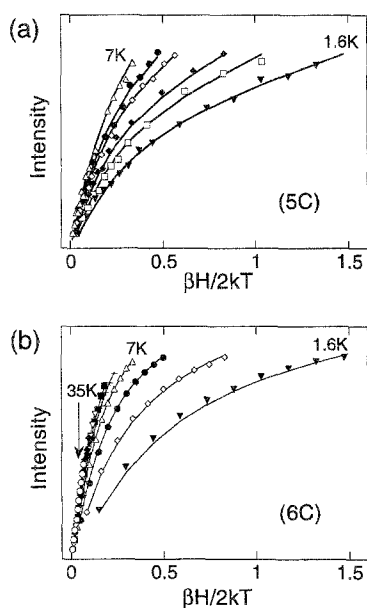 (a)
7K
1.6K
Intensity
(5C)
0
0.5
1
1.5
βH/2kT
(b)
7K
1.6K
35K
Intensity
(6C)
0
0.5
1
1.5
βH/2kT